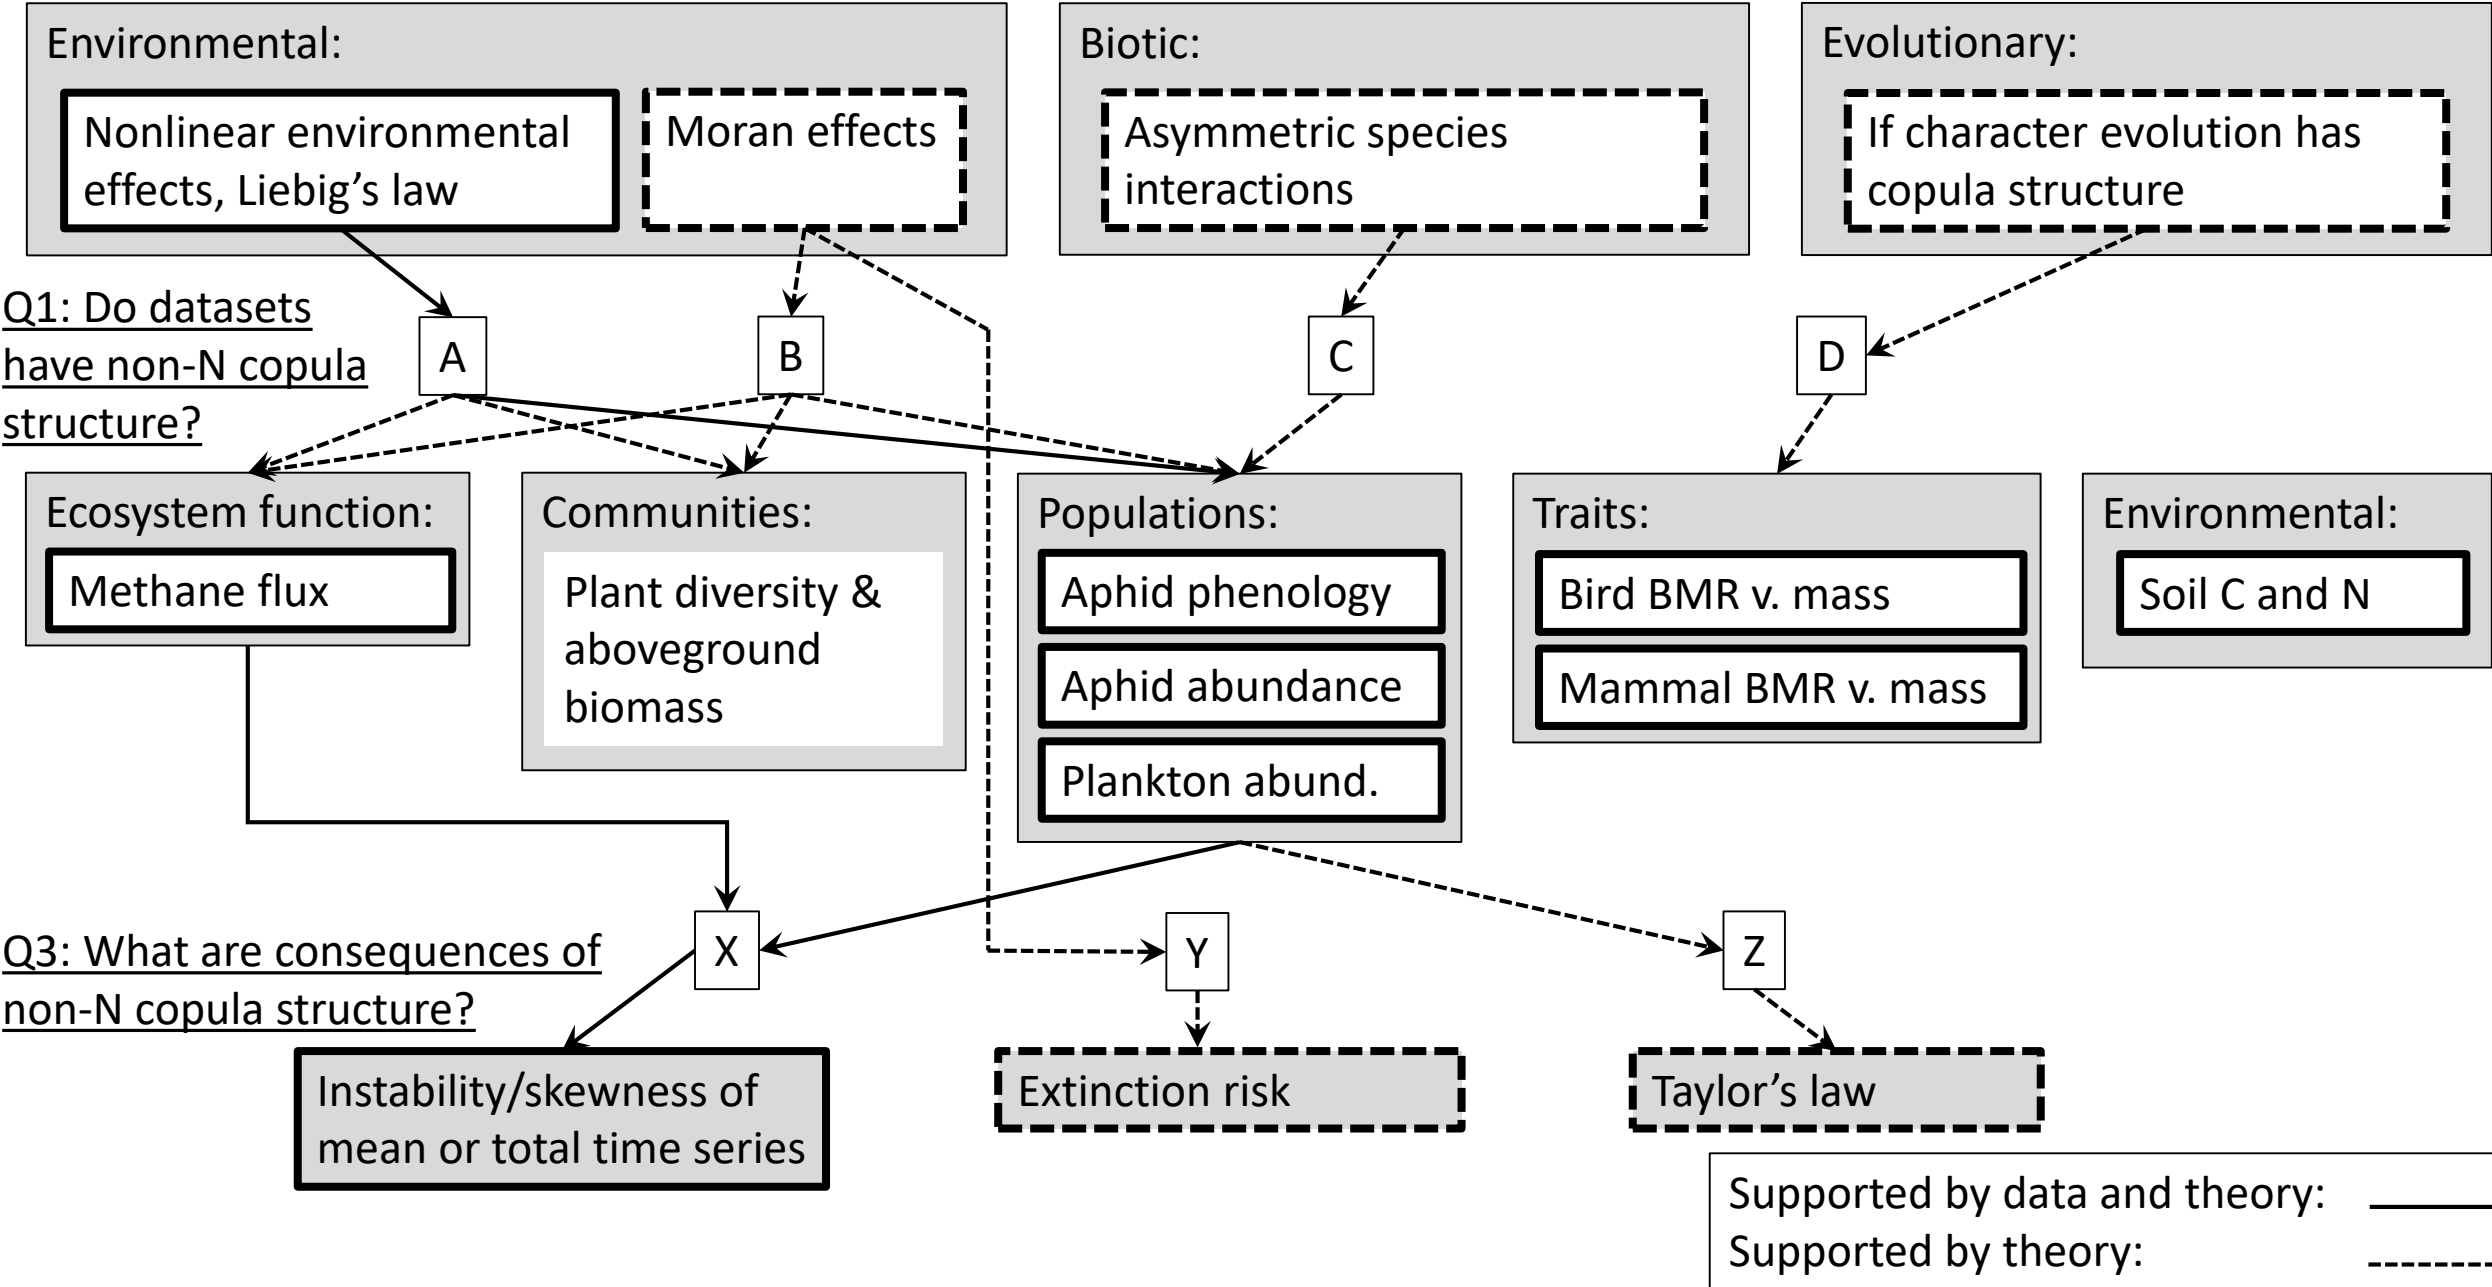 Environmental:
Nonlinear environmental
effects, Liebig’s law
Moran effects
Biotic:
Asymmetric species
interactions
Evolutionary:
If character evolution has
copula structure
Q1: Do datasets
have non-N copula
structure?
A
B
C
D
Ecosystem function:
Methane flux
Communities:
Plant diversity &
aboveground
biomass
Populations:
Aphid phenology
Aphid abundance
Plankton abund.
Traits:
Bird BMR v. mass
Mammal BMR v. mass
Environmental:
Soil C and N
Q3: What are consequences of
non-N copula structure?
X
Y
Z
Instability/skewness of
mean or total time series
Extinction risk
Taylor’s law
Supported by data and theory:
Supported by theory: